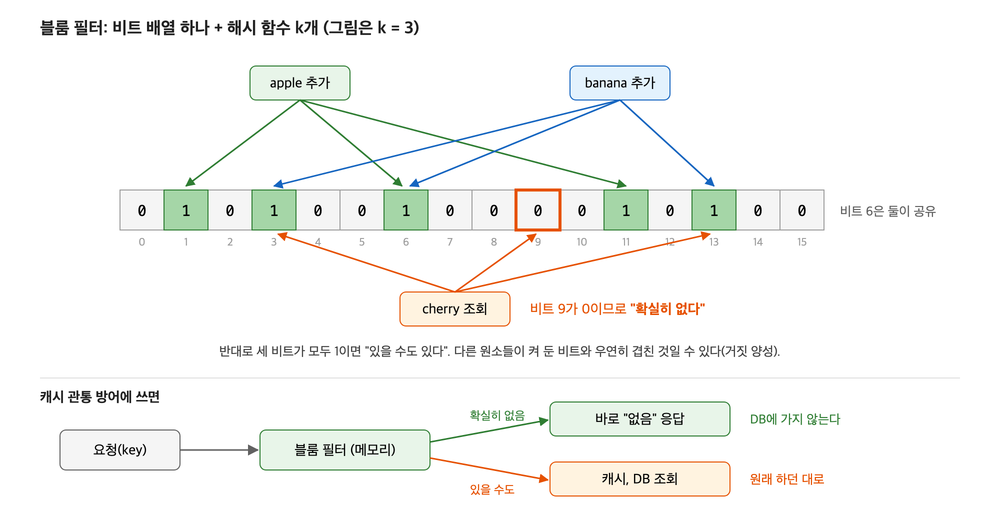 블룸 필터: 비트 배열 하나 + 해시 함수 k개 (그림은 k = 3)
apple 추가
banana 추가
0 1 0 1 0 0 1 0 0 0 0 1 0 1 0 0
비트 6은 둘이 공유
0 1 2 3 4 5 6 7 8 9 10 11 12 13 14 15
cherry 조회
비트 9가 0이므로 "확실히 없다"
반대로 세 비트가 모두 1이면 "있을 수도 있다". 다른 원소들이 켜 둔 비트와 우연히 겹친 것일 수 있다(거짓 양성).
캐시 관통 방어에 쓰면
요청(key)
블룸 필터 (메모리)
확실히 없음
바로 "없음" 응답
DB에 가지 않는다
있을 수도
캐시, DB 조회
원래 하던 대로